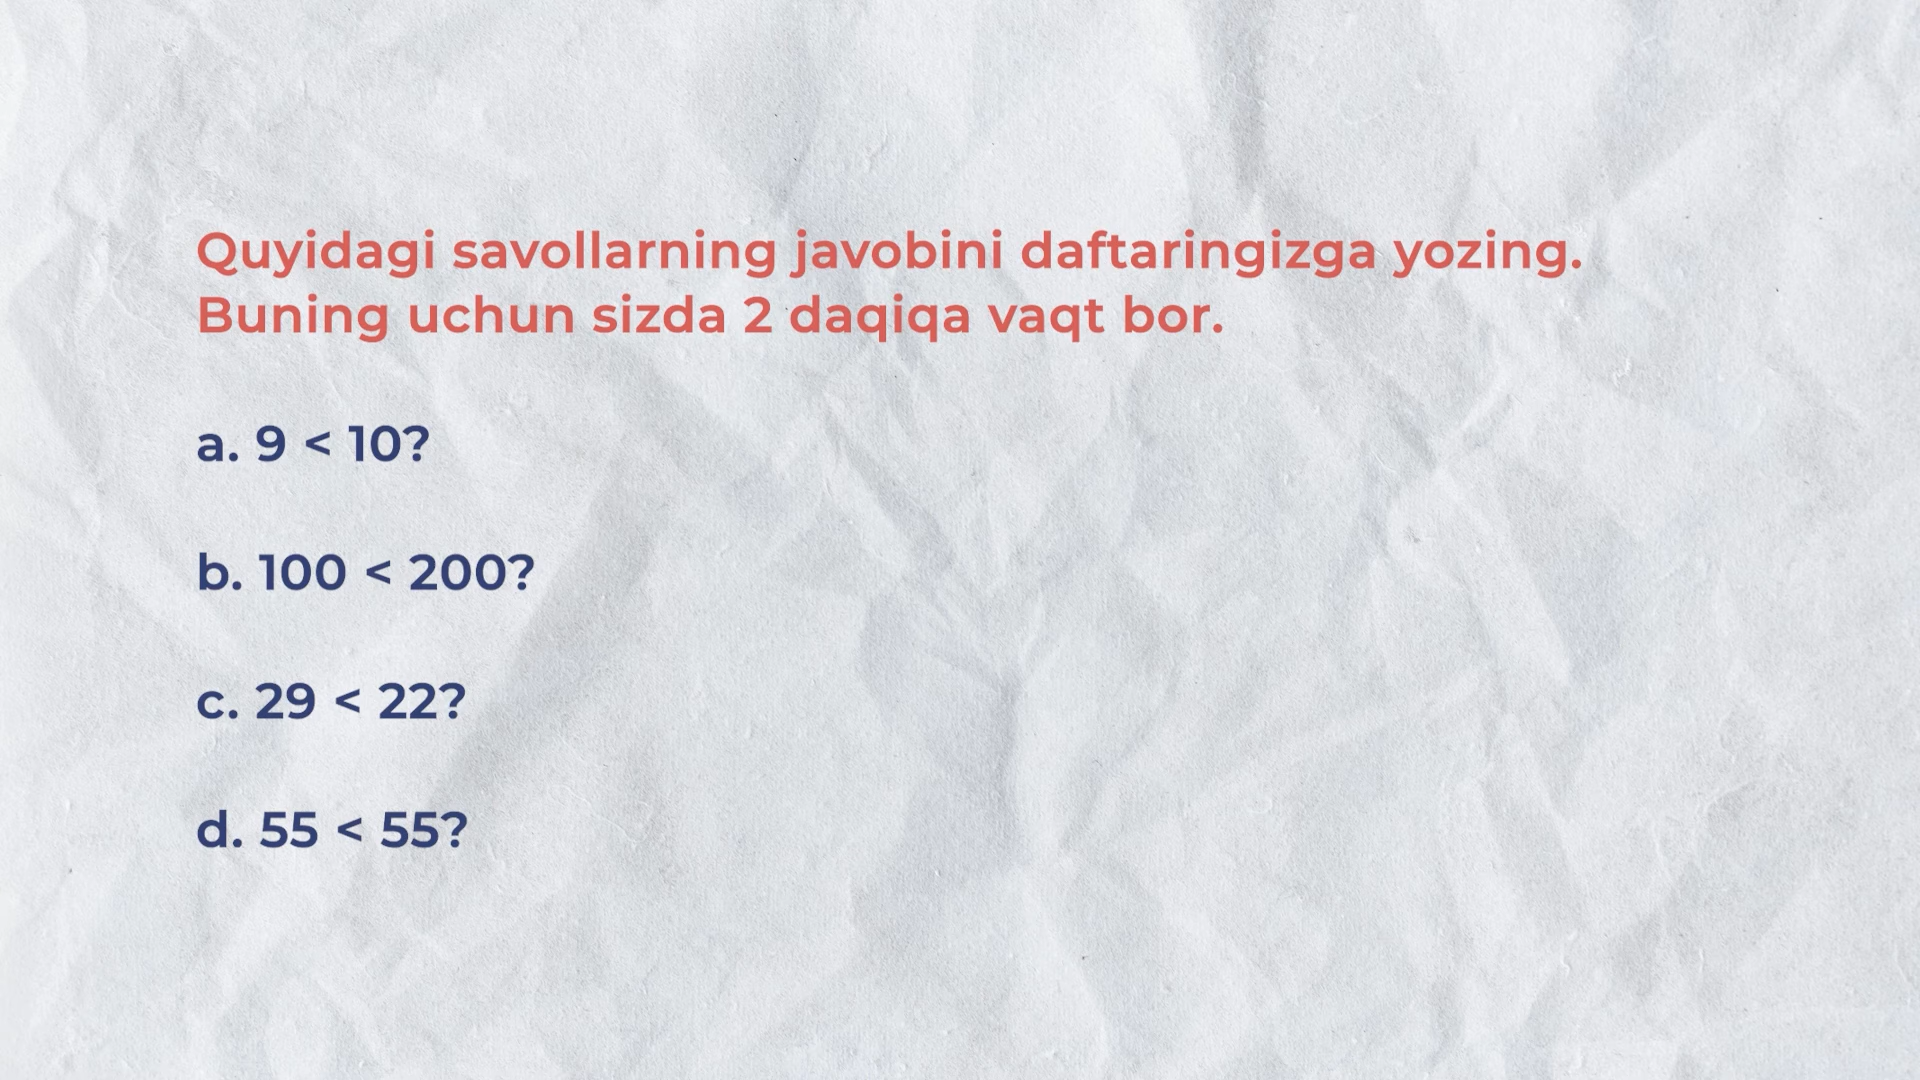 Quyidagi savollarning javobini daftaringizga yozing.
Buning uchun sizda 2 daqiqa vaqt bor.
a. 9 < 10?
b. 100 < 200?
c. 29 < 22?
d. 55 < 55?